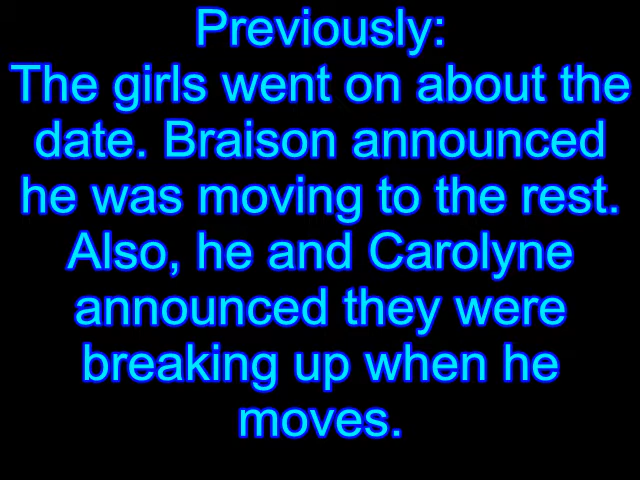 Previously:
The girls went on about the
date. Braison announced
he was moving to the rest.
Also, he and Carolyne
announced they were
breaking up when he
moves.